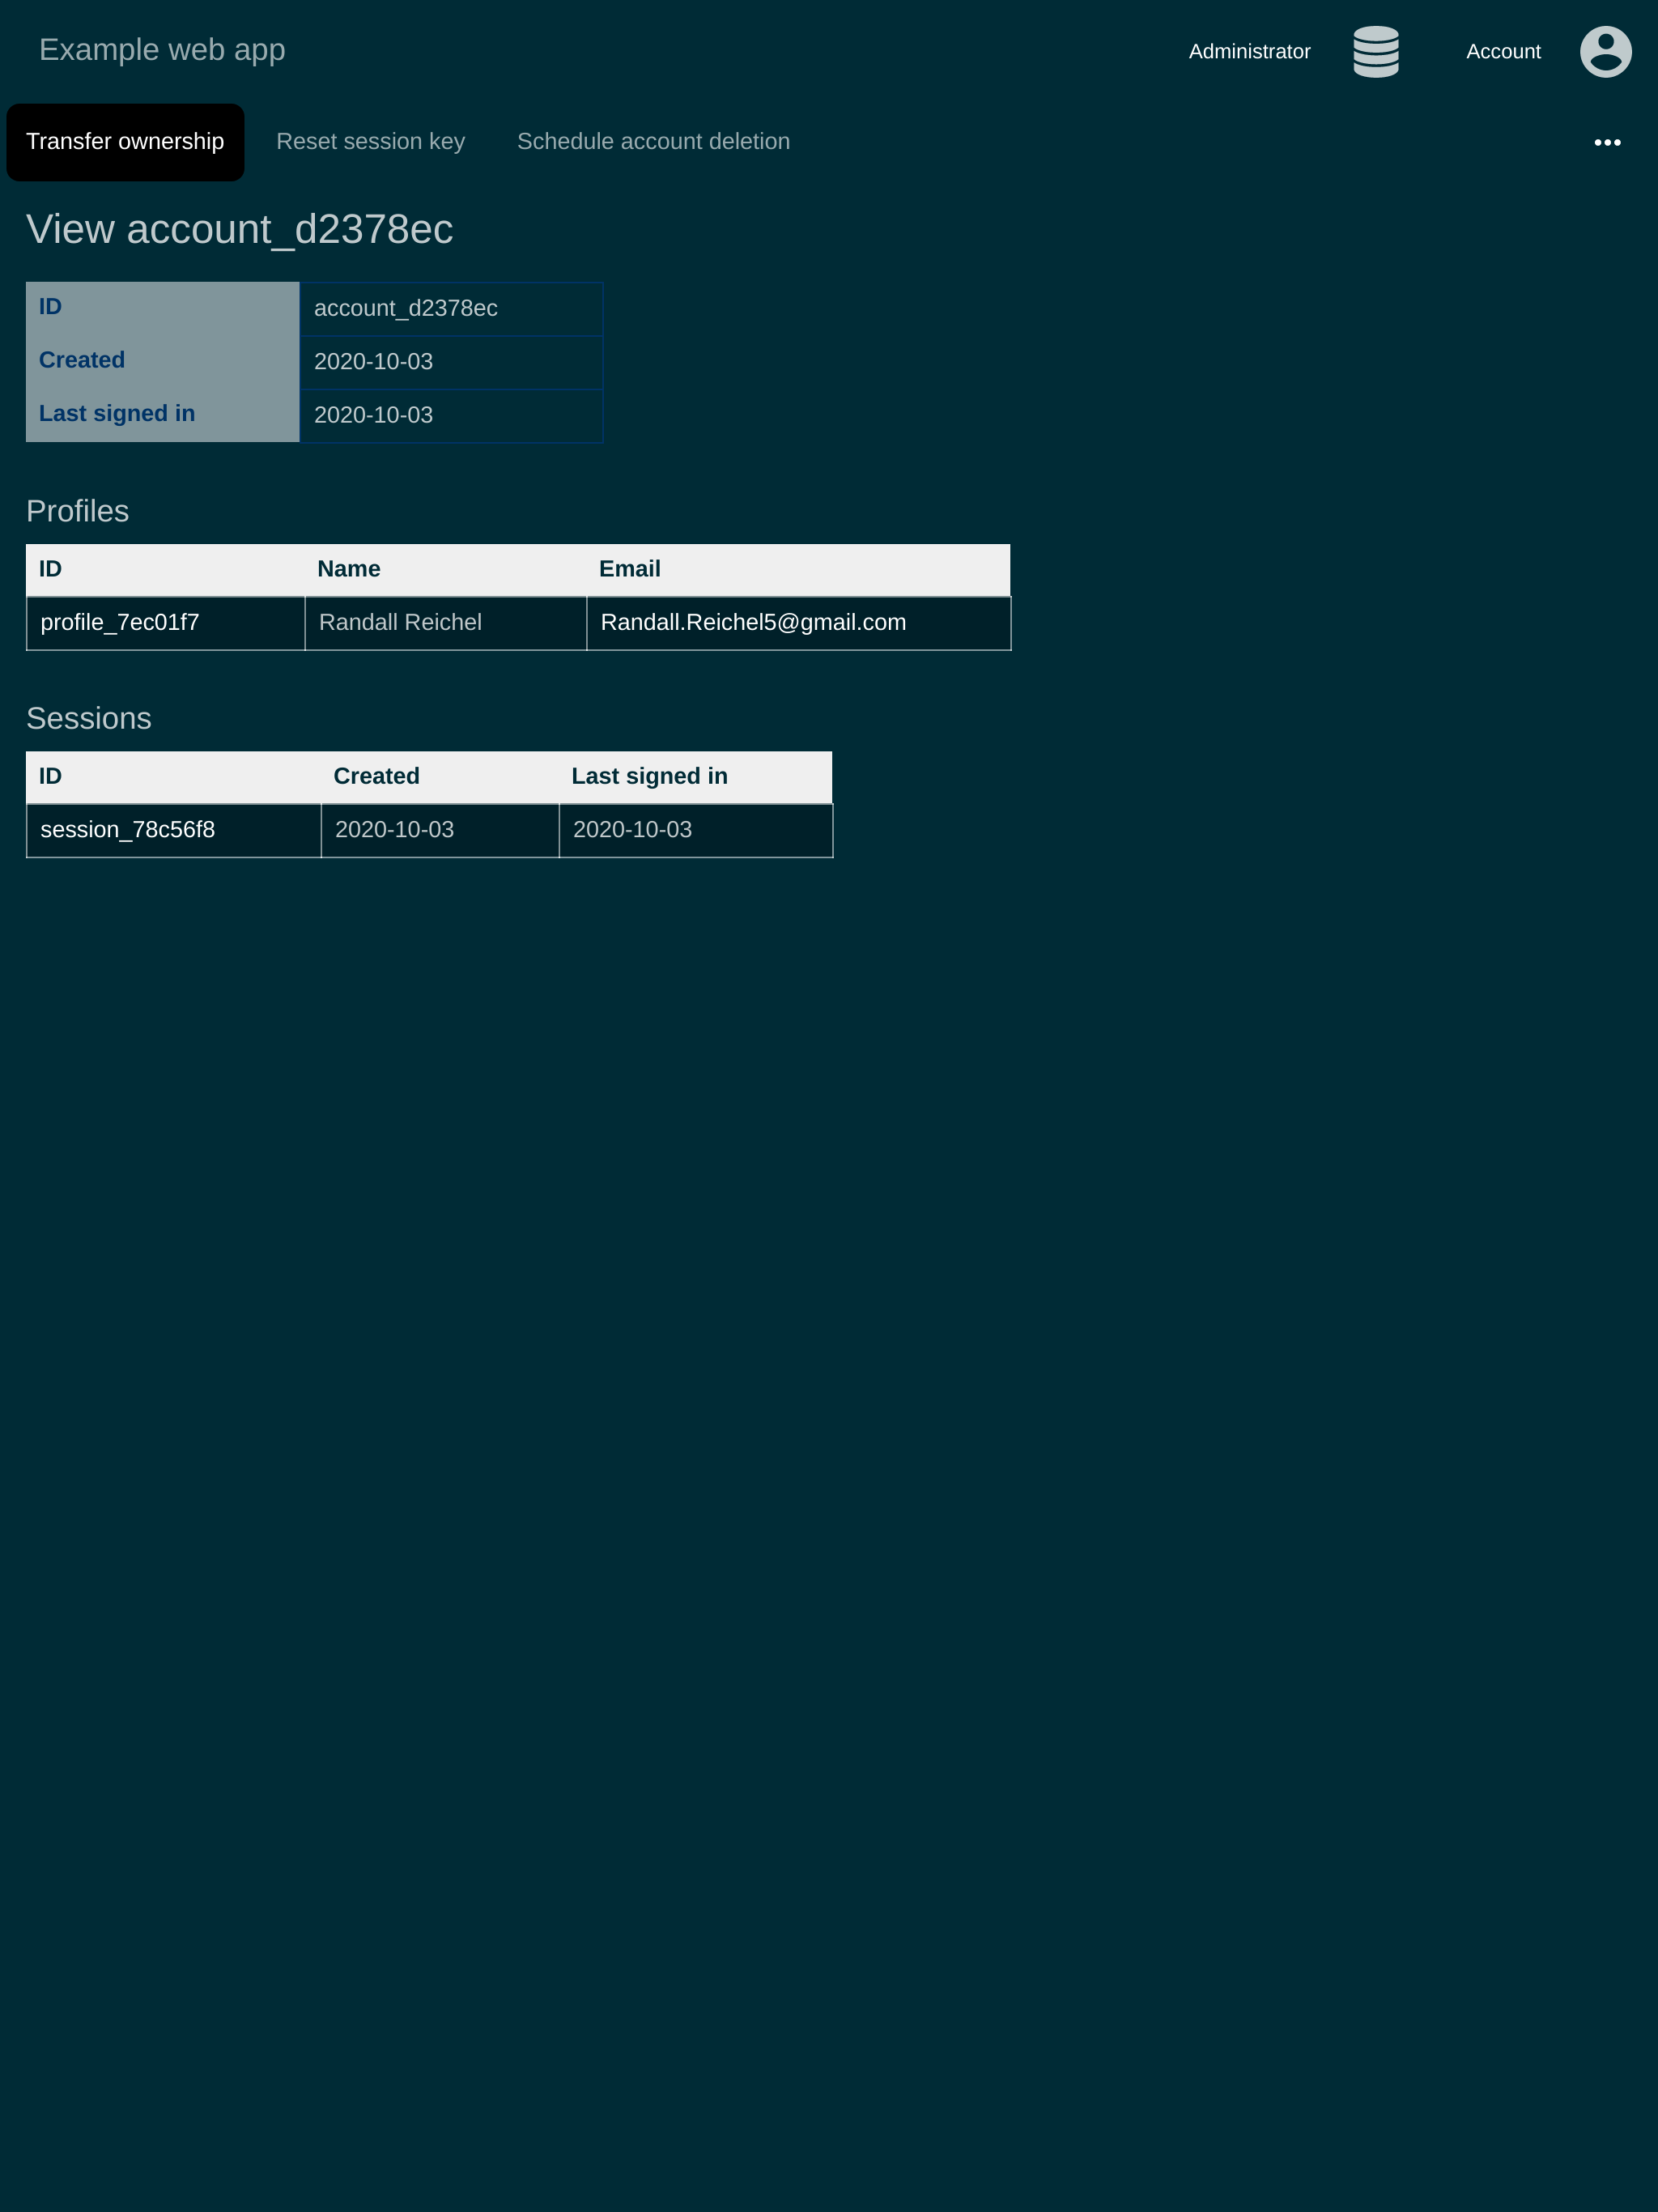 Example web app Administrator Account
Transfer ownership Reset session key Schedule account deletion •••
View account_d2378ec
ID account_d2378ec
Created 2020-10-03
Last signed in 2020-10-03
Profiles
ID Name Email
profile_7ec01f7 Randall Reichel Randall.Reichel5@gmail.com
Sessions
ID Created Last signed in
session_78c56f8 2020-10-03 2020-10-03